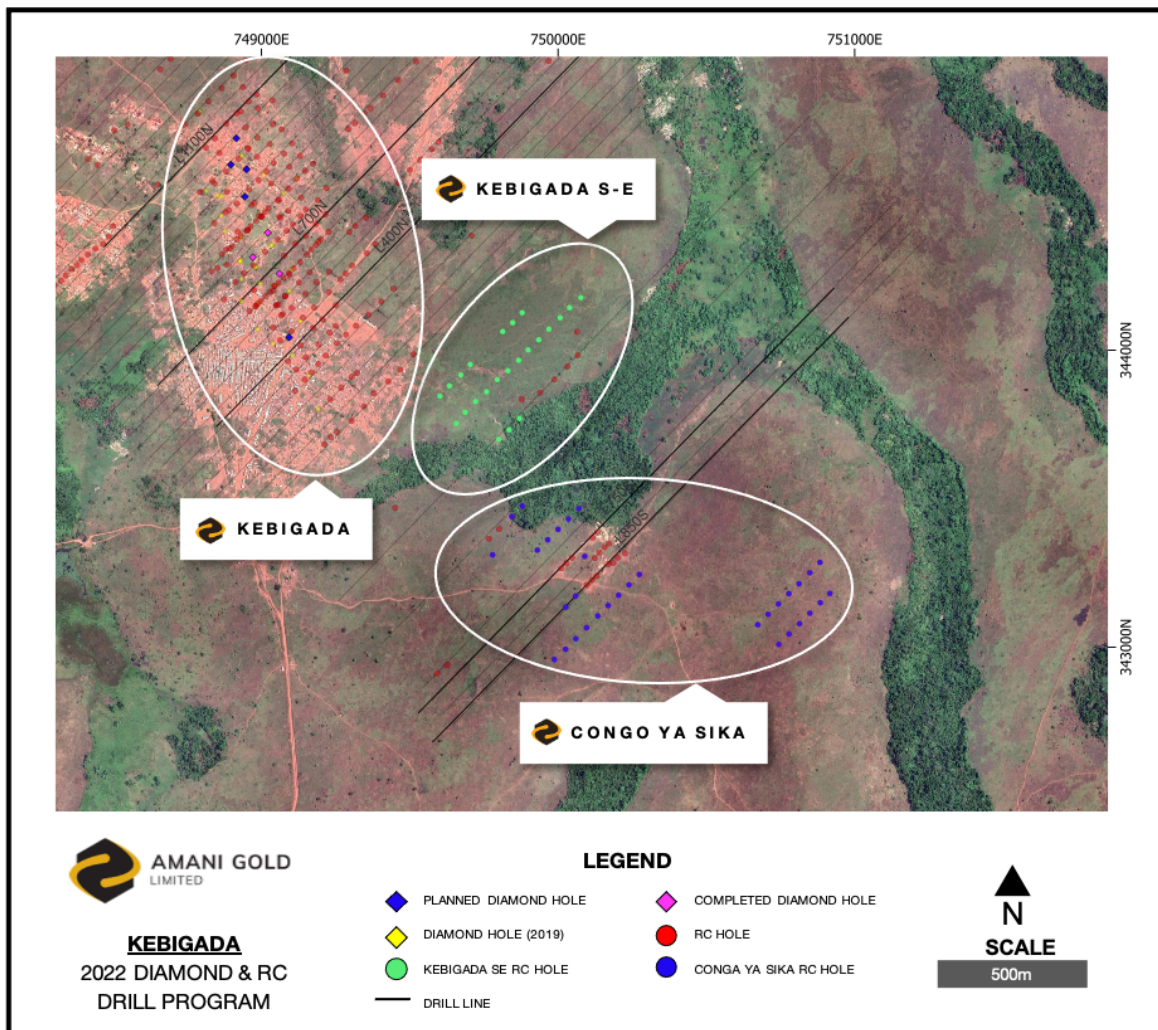 749000E
750000E
751000E
L1100N
L700N
L400N
KEBIGADA S-E
344000N
KEBIGADA
L850S
343000N
CONGO YA SIKA
AMANI GOLD
LIMITED
KEBIGADA
2022 DIAMOND & RC
DRILL PROGRAM
LEGEND
PLANNED DIAMOND HOLE
COMPLETED DIAMOND HOLE
DIAMOND HOLE (2019)
RC HOLE
KEBIGADA SE RC HOLE
CONGA YA SIKA RC HOLE
DRILL LINE
N
SCALE
500m